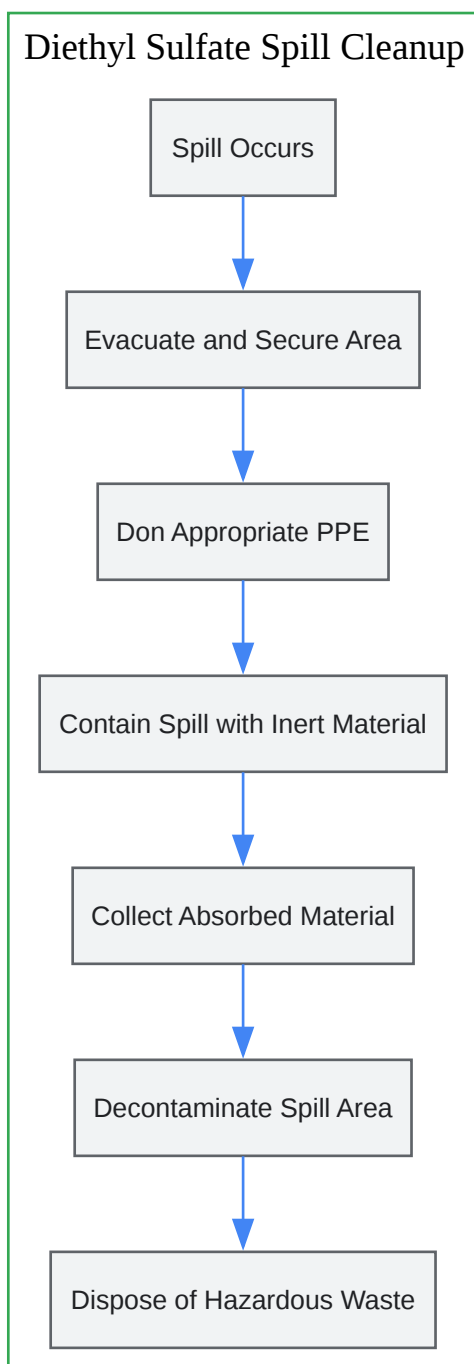 Diethyl Sulfate Spill Cleanup
Spill Occurs
Evacuate and Secure Area
Don Appropriate PPE
Contain Spill with Inert Material
Collect Absorbed Material
Decontaminate Spill Area
Dispose of Hazardous Waste